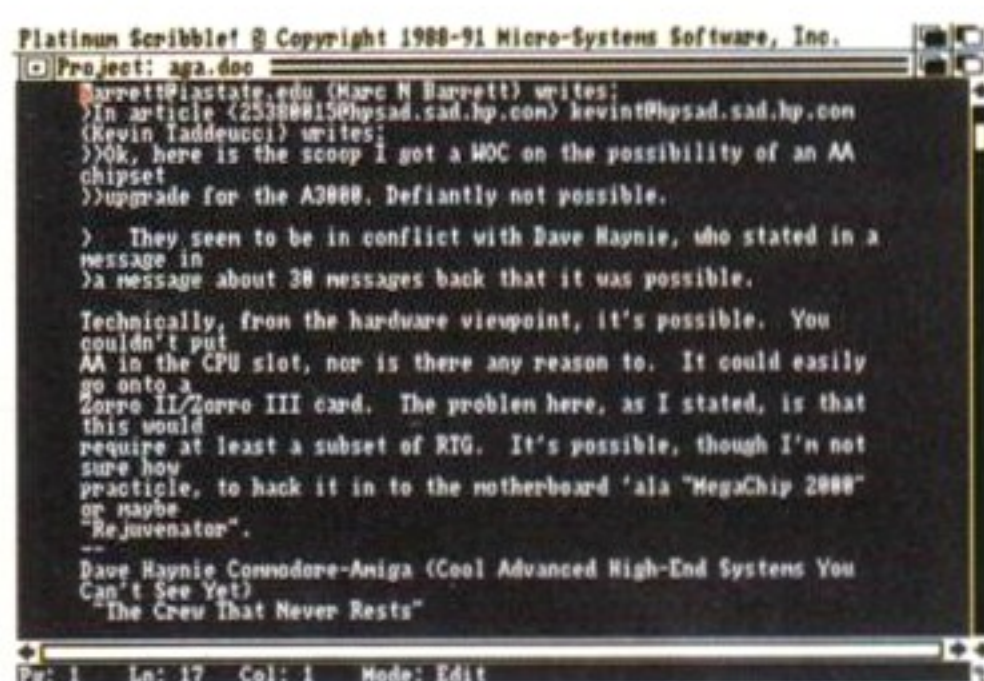 Platinum Scribble! © Copyright 1988-91 Micro-Systems Software, Inc.
Project: aga.doc
barrett@iastate.edu (Marc N Barrett) writes:
>In article <25380015@hpsad.sad.hp.com> kevint@hpsad.sad.hp.com
(Kevin Taddeucci) writes:
>>Ok, here is the scoop I got a WOC on the possibility of an AA
chipset
>>upgrade for the A3000. Defiantly not possible.
>   They seem to be in conflict with Dave Haynie, who stated in a
message in
>a message about 30 messages back that it was possible.
Technically, from the hardware viewpoint, it's possible.  You
couldn't put
AA in the CPU slot, nor is there any reason to.  It could easily
go onto a
Zorro II/Zorro III card.  The problem here, as I stated, is that
this would
require at least a subset of RTG.  It's possible, though I'm not
sure how
practicle, to hack it in to the motherboard 'ala "MegaChip 2000"
or maybe
"Rejuvenator".
--
Dave Haynie Commodore-Amiga (Cool Advanced High-End Systems You
Can't See Yet)
"The Crew That Never Rests"
Pg: 1   Ln: 17   Col: 1   Mode: Edit